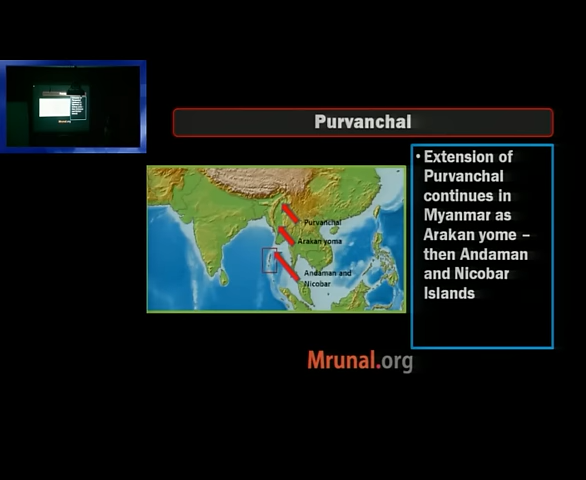 Purvanchal
• Extension of
Purvanchal
continues in
Myanmar as
Arakan yome –
then Andaman
and Nicobar
Islands
Purvanchal
Arakan yoma
Andaman and
Nicobar
Mrunal.org